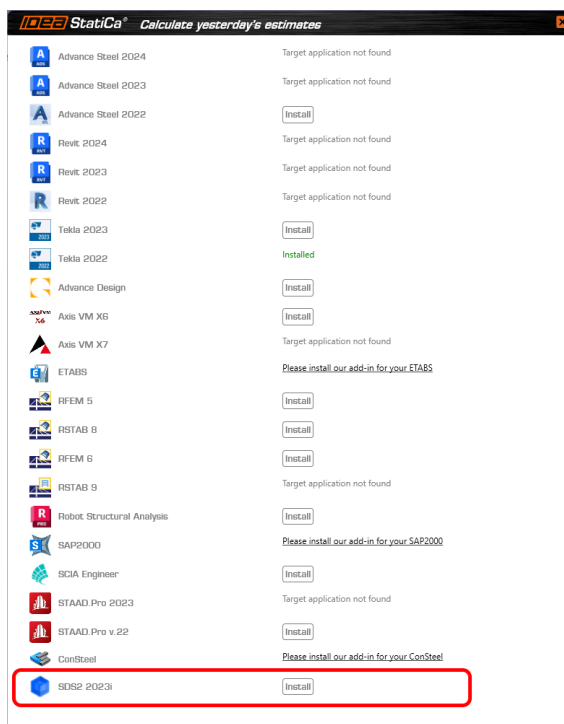 IDEA StatiCa® Calculate yesterday's estimates
Advance Steel 2024 Target application not found
Advance Steel 2023 Target application not found
Advance Steel 2022 Install
Revit 2024 Target application not found
Revit 2023 Target application not found
Revit 2022 Target application not found
Tekla 2023 Install
Tekla 2022 Installed
Advance Design Install
Axis VM X6 Install
Axis VM X7 Target application not found
ETABS Please install our add-in for your ETABS
RFEM 5 Install
RSTAB 8 Install
RFEM 6 Install
RSTAB 9 Target application not found
Robot Structural Analysis Install
SAP2000 Please install our add-in for your SAP2000
SCIA Engineer Install
STAAD.Pro 2023 Target application not found
STAAD.Pro v.22 Install
ConSteel Please install our add-in for your ConSteel
SDS2 2023i Install